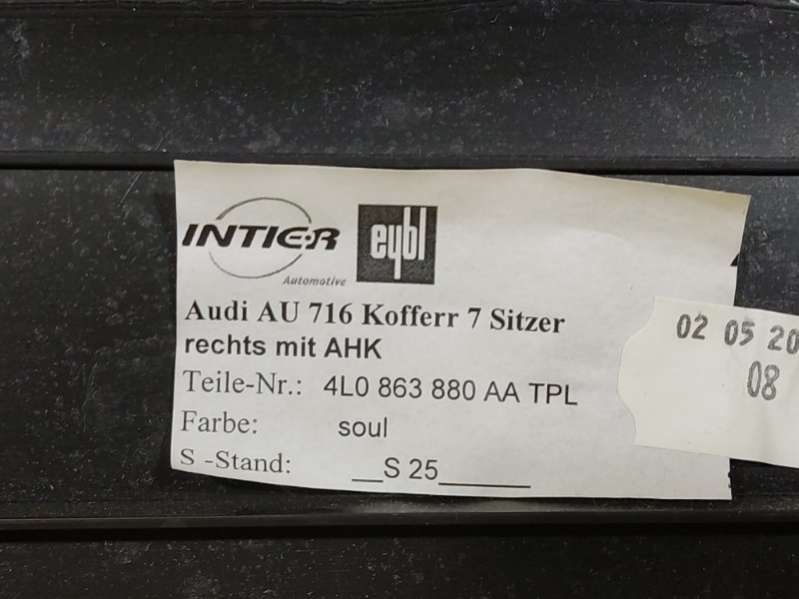 INTIER
Automotive
eybl
Audi AU 716 Kofferr 7 Sitzer
rechts mit AHK
Teile-Nr.: 4L0 863 880 AA TPL
Farbe: soul
S -Stand: __S 25______
02 05 20
08